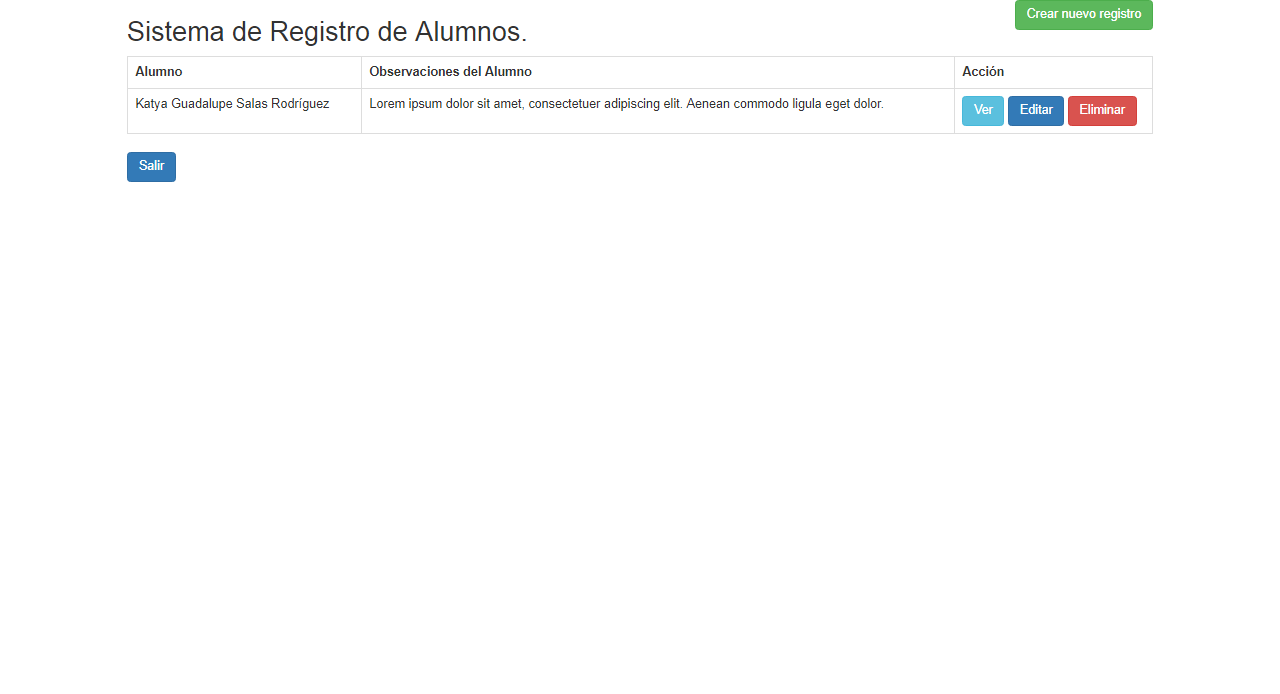 Crear nuevo registro
Sistema de Registro de Alumnos.
Alumno Observaciones del Alumno Acción
Katya Guadalupe Salas Rodríguez Lorem ipsum dolor sit amet, consectetuer adipiscing elit. Aenean commodo ligula eget dolor. Ver Editar Eliminar
Salir